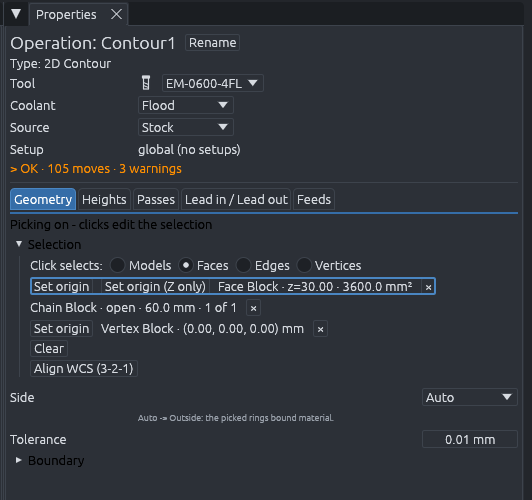 Properties
Operation: Contour1 Rename
Type: 2D Contour
Tool EM-0600-4FL
Coolant Flood
Source Stock
Setup global (no setups)
> OK · 105 moves · 3 warnings
Geometry Heights Passes Lead in / Lead out Feeds
Picking on - clicks edit the selection
Selection
Click selects: Models Faces Edges Vertices
Set origin Set origin (Z only) Face Block · z=30.00 · 3600.0 mm² ×
Chain Block · open · 60.0 mm · 1 of 1 ×
Set origin Vertex Block · (0.00, 0.00, 0.00) mm ×
Clear
Align WCS (3-2-1)
Side Auto
Auto -> Outside: the picked rings bound material.
Tolerance 0.01 mm
Boundary